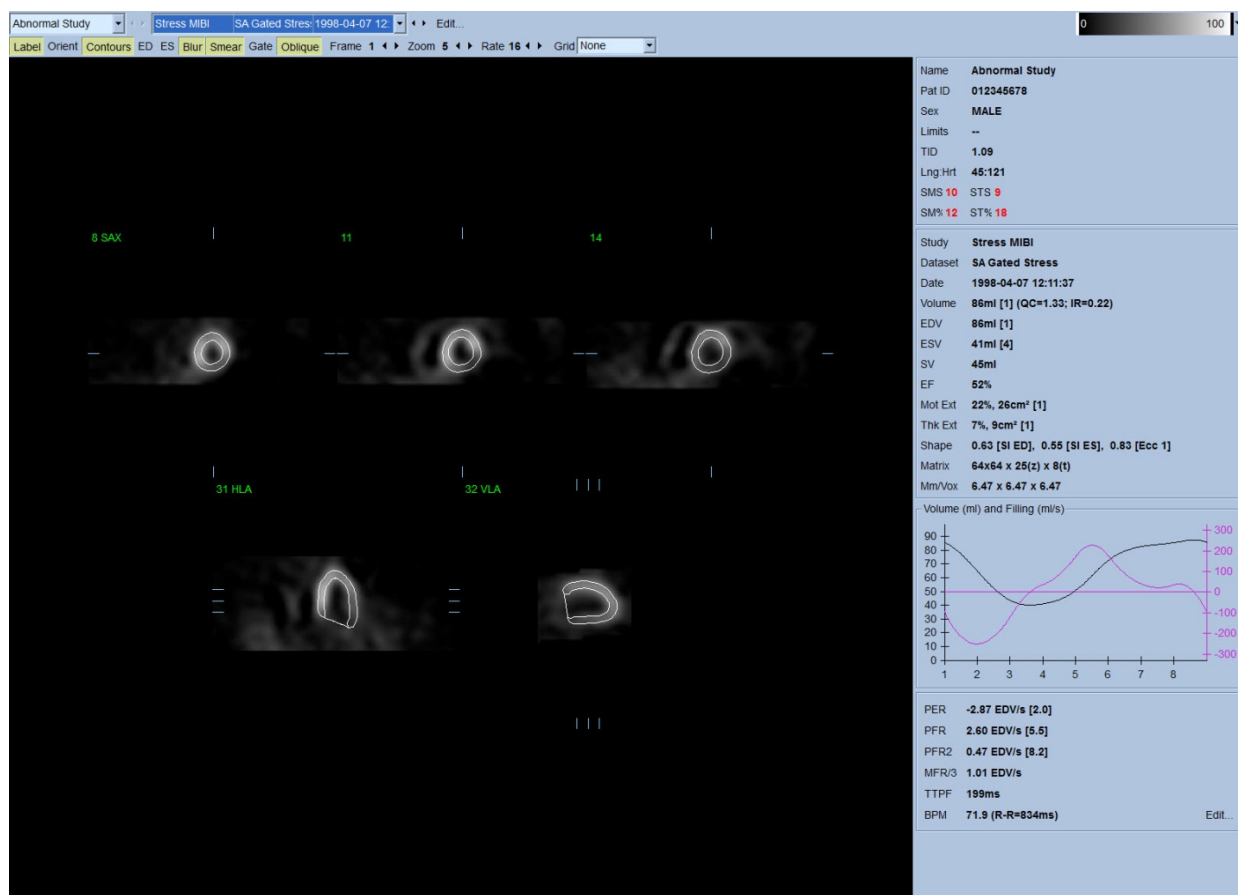 Abnormal Study Stress MIBI SA Gated Stres: 1998-04-07 12: Edit... 0 100
Label Orient Contours ED ES Blur Smear Gate Oblique Frame 1 Zoom 5 Rate 16 Grid None
Name Abnormal Study
Pat ID 012345678
Sex MALE
Limits --
TID 1.09
Lng:Hrt 45:121
SMS 10 STS 9
SM% 12 ST% 18
8 SAX 11 14
Study Stress MIBI
Dataset SA Gated Stress
Date 1998-04-07 12:11:37
Volume 86ml [1] (QC=1.33; IR=0.22)
EDV 86ml [1]
ESV 41ml [4]
SV 45ml
EF 52%
Mot Ext 22%, 26cm² [1]
Thk Ext 7%, 9cm² [1]
Shape 0.63 [SI ED], 0.55 [SI ES], 0.83 [Ecc 1]
Matrix 64x64 x 25(z) x 8(t)
Mm/Vox 6.47 x 6.47 x 6.47
31 HLA 32 VLA
Volume (ml) and Filling (ml/s)
90 300
80 200
70
60 100
50 0
40
30 -100
20 -200
10
0 -300
1 2 3 4 5 6 7 8
PER -2.87 EDV/s [2.0]
PFR 2.60 EDV/s [5.5]
PFR2 0.47 EDV/s [8.2]
MFR/3 1.01 EDV/s
TTPF 199ms
BPM 71.9 (R-R=834ms) Edit...